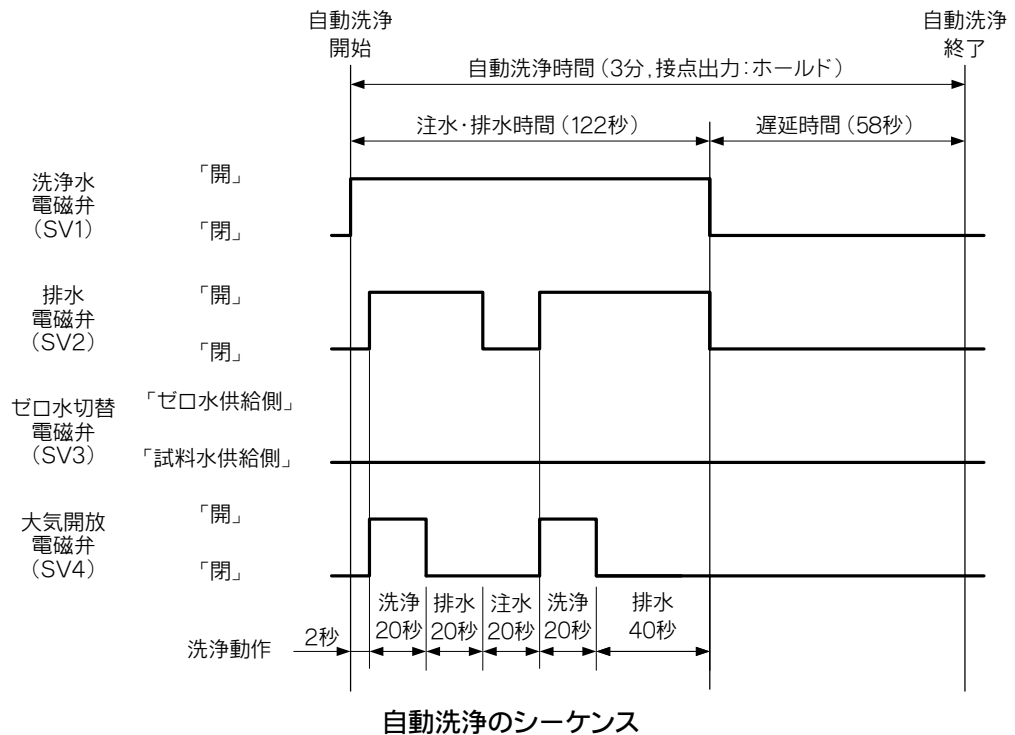 自動洗浄
開始
自動洗浄
終了
自動洗浄時間（3分，接点出力：ホールド）
注水・排水時間（122秒）
遅延時間（58秒）
洗浄水
電磁弁
（SV1）
「開」
「閉」
排水
電磁弁
（SV2）
「開」
「閉」
ゼロ水切替
電磁弁
（SV3）
「ゼロ水供給側」
「試料水供給側」
大気開放
電磁弁
（SV4）
「開」
「閉」
洗浄動作
2秒
洗浄
20秒
排水
20秒
注水
20秒
洗浄
20秒
排水
40秒
自動洗浄のシーケンス